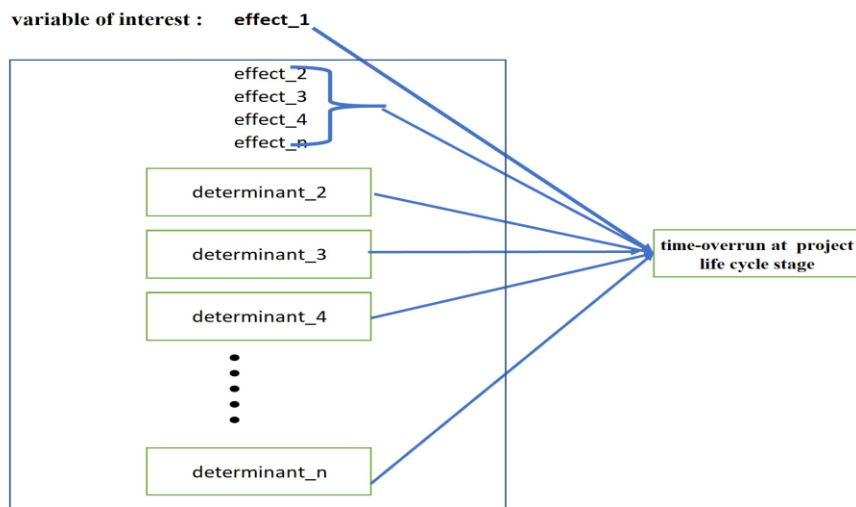 variable of interest : effect_1
effect_2
effect_3
effect_4
effect_n
determinant_2
determinant_3
determinant_4
determinant_n
time-overrun at project
life cycle stage